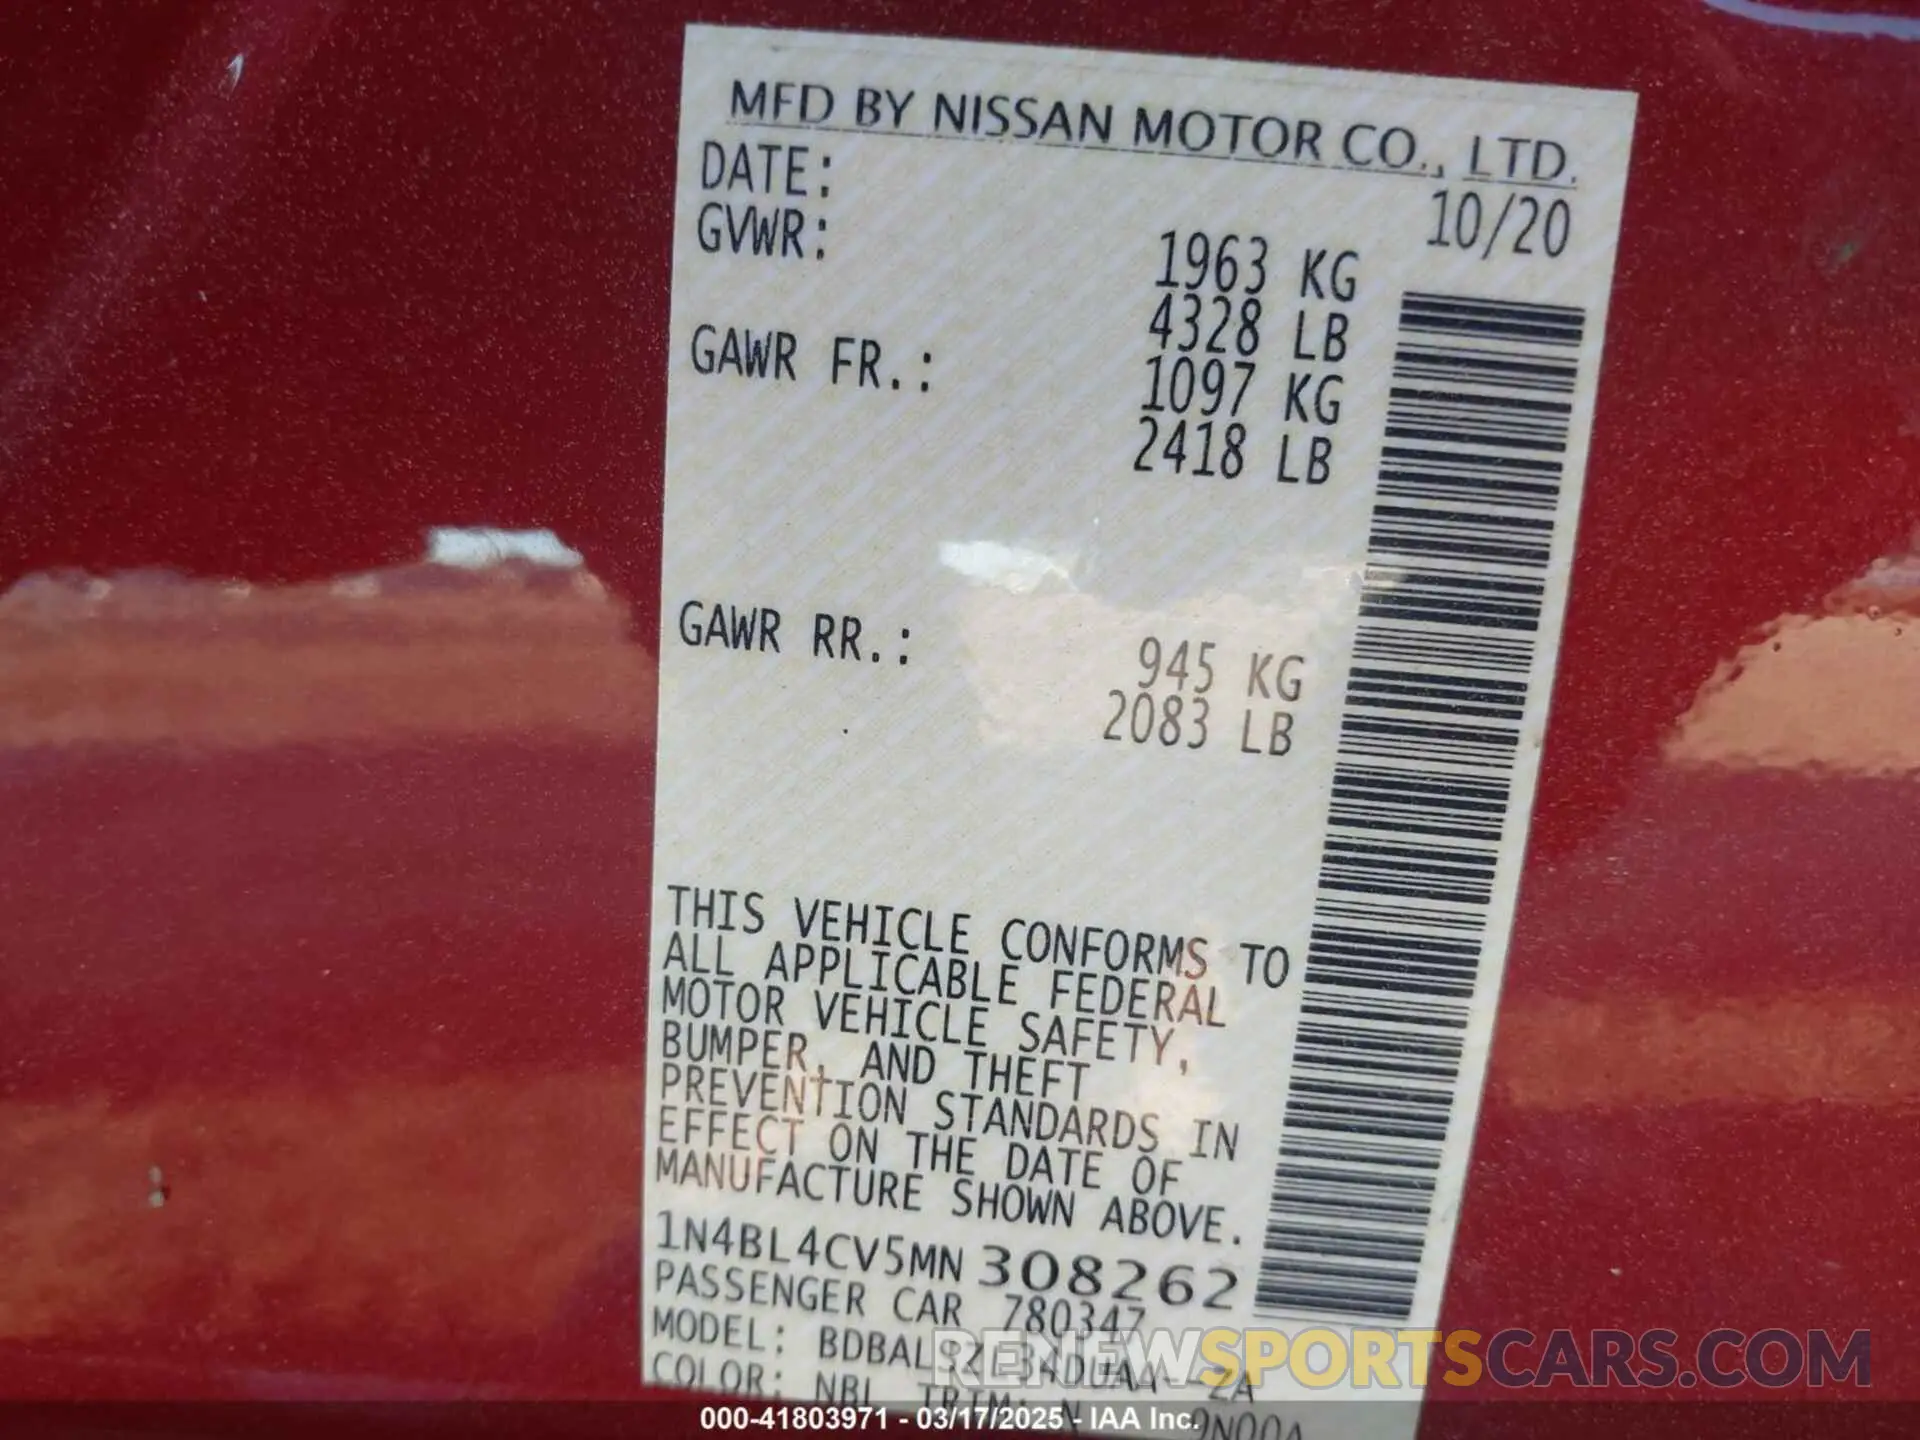 MFD BY NISSAN MOTOR CO., LTD.
DATE: 10/20
GVWR: 1963 KG
4328 LB
GAWR FR.: 1097 KG
2418 LB
GAWR RR.: 945 KG
2083 LB
THIS VEHICLE CONFORMS TO
ALL APPLICABLE FEDERAL
MOTOR VEHICLE SAFETY,
BUMPER, AND THEFT
PREVENTION STANDARDS IN
EFFECT ON THE DATE OF
MANUFACTURE SHOWN ABOVE.
1N4BL4CV5MN308262
PASSENGER CAR 780347
MODEL:
COLOR: NBL TRIM:
RENEWSPORTSCARS.COM
000-41803971 - 03/17/2025 - IAA Inc.